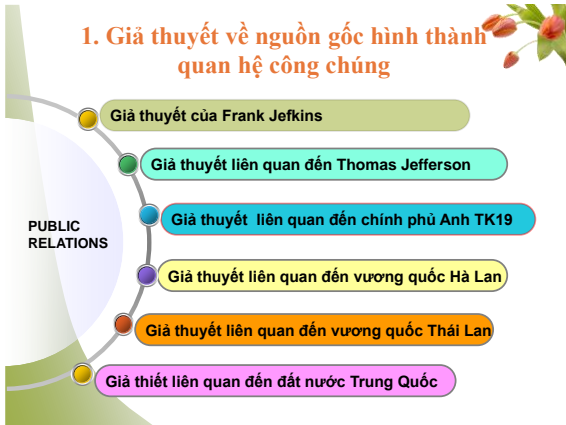 1. Giả thuyết về nguồn gốc hình thành
quan hệ công chúng
Giả thuyết của Frank Jefkins
Giả thuyết liên quan đến Thomas Jefferson
Giả thuyết liên quan đến chính phủ Anh TK19
PUBLIC
RELATIONS
Giả thuyết liên quan đến vương quốc Hà Lan
Giả thuyết liên quan đến vương quốc Thái Lan
Giả thiết liên quan đến đất nước Trung Quốc